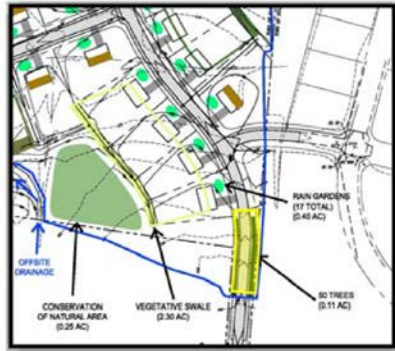 RAIN GARDENS
(17 TOTAL)
(0.40 AC)
OFFSITE
DRAINAGE
CONSERVATION
OF NATURAL AREA
(0.25 AC)
VEGETATIVE SWALE
(2.30 AC)
50 TREES
(0.11 AC)